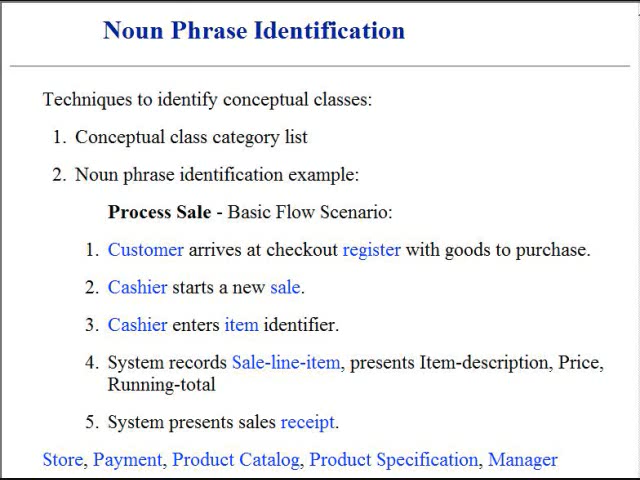 Noun Phrase Identification
Techniques to identify conceptual classes:
1. Conceptual class category list
2. Noun phrase identification example:
Process Sale - Basic Flow Scenario:
1. Customer arrives at checkout register with goods to purchase.
2. Cashier starts a new sale.
3. Cashier enters item identifier.
4. System records Sale-line-item, presents Item-description, Price,
Running-total
5. System presents sales receipt.
Store, Payment, Product Catalog, Product Specification, Manager